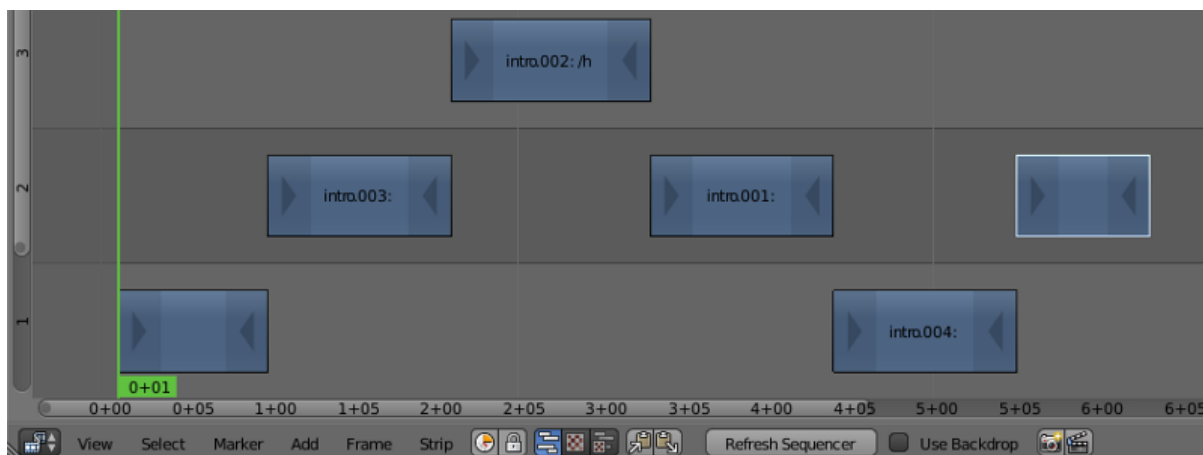 3
intro.002: /h
2
intro.003:
intro.001:
1
intro.004:
0+01
0+00 0+05 1+00 1+05 2+00 2+05 3+00 3+05 4+00 4+05 5+00 5+05 6+00 6+05
View Select Marker Add Frame Strip Refresh Sequencer Use Backdrop